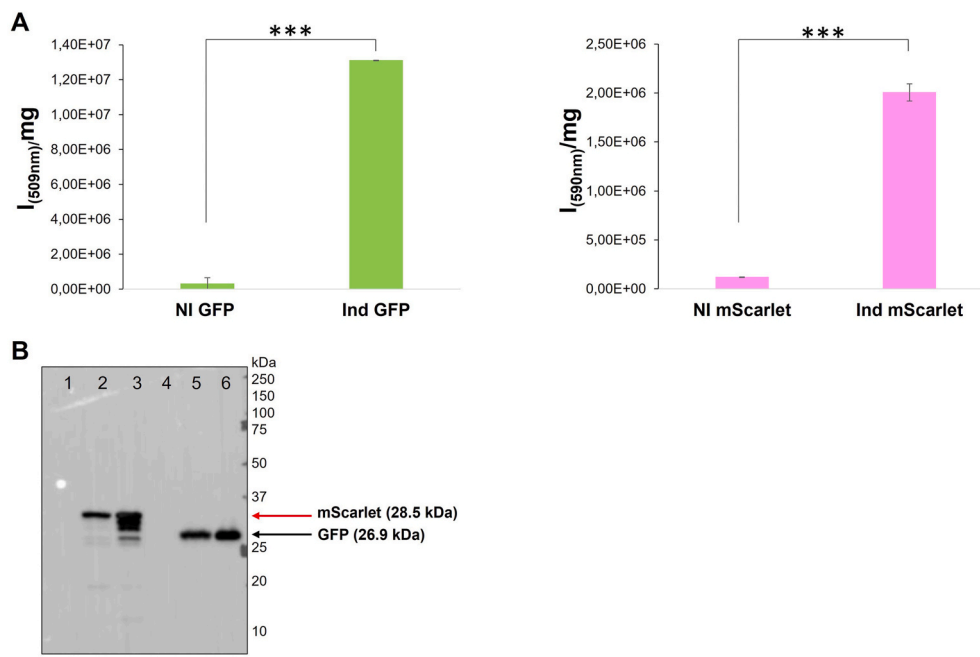 A
I(509nm)/mg
1,40E+07
1,20E+07
1,00E+07
8,00E+06
6,00E+06
4,00E+06
2,00E+06
0,00E+00
***
NI GFP
Ind GFP
I(590nm)/mg
2,50E+06
2,00E+06
1,50E+06
1,00E+06
5,00E+05
0,00E+00
***
NI mScarlet
Ind mScarlet
B
1 2 3 4 5 6
kDa
250
150
100
75
50
37
mScarlet (28.5 kDa)
GFP (26.9 kDa)
25
20
10